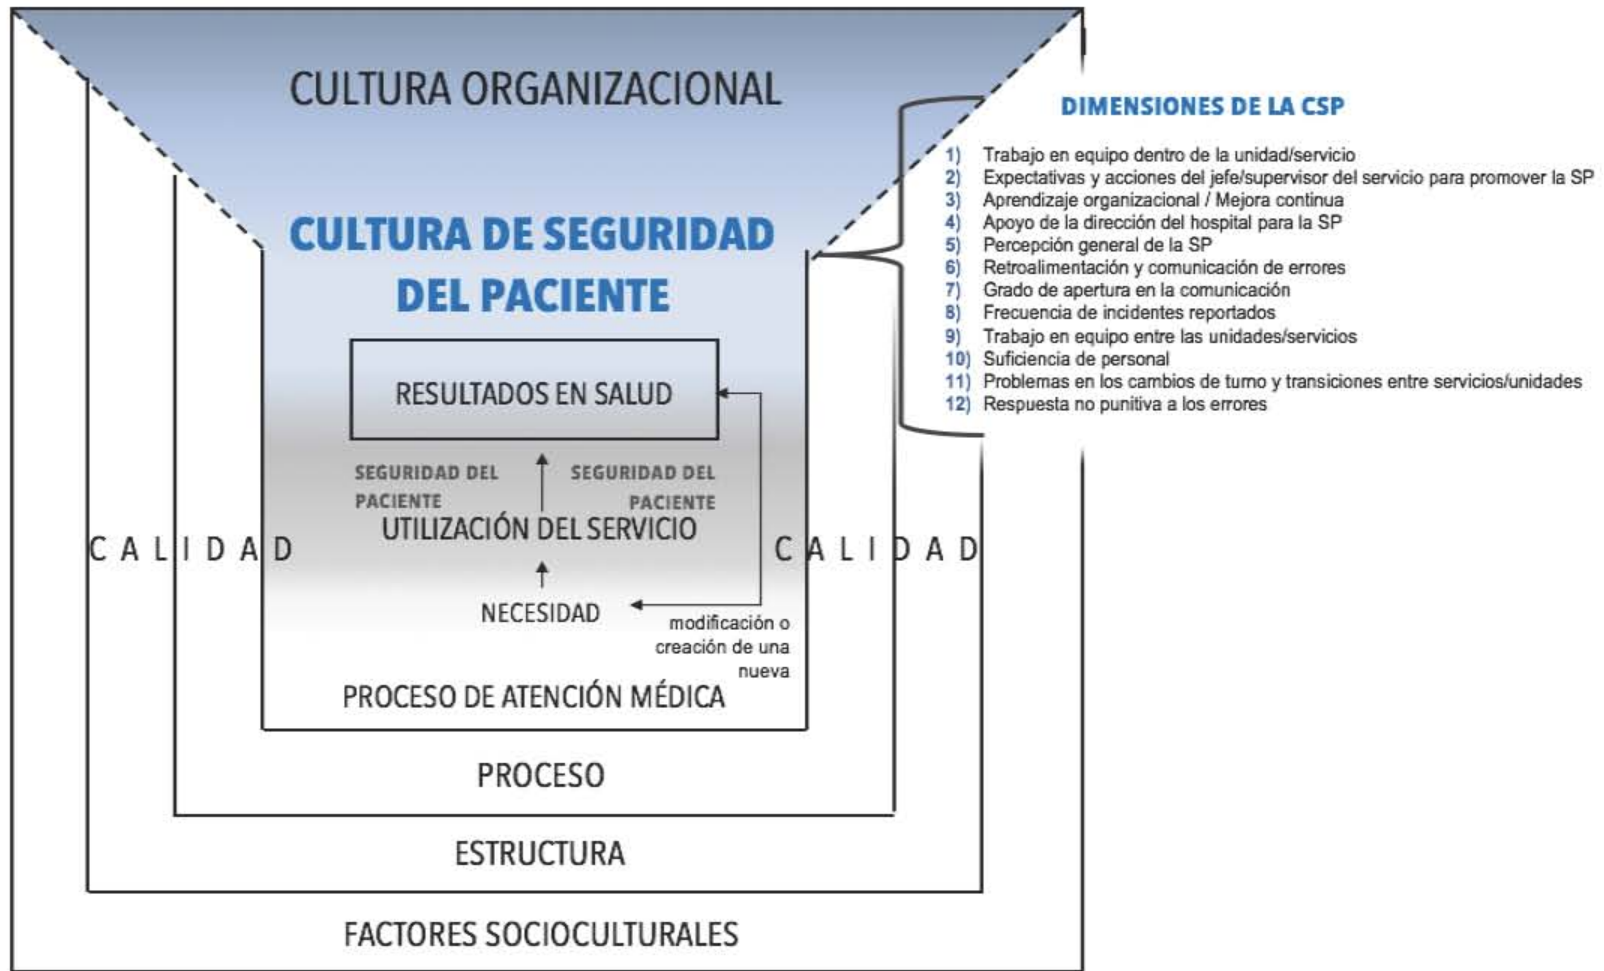 CULTURA ORGANIZACIONAL
CULTURA DE SEGURIDAD
DEL PACIENTE
RESULTADOS EN SALUD
SEGURIDAD DEL
PACIENTE
SEGURIDAD DEL
PACIENTE
UTILIZACIÓN DEL SERVICIO
CALIDAD
CALIDAD
NECESIDAD
modificación o
creación de una
nueva
PROCESO DE ATENCIÓN MÉDICA
PROCESO
ESTRUCTURA
FACTORES SOCIOCULTURALES
DIMENSIONES DE LA CSP
1) Trabajo en equipo dentro de la unidad/servicio
2) Expectativas y acciones del jefe/supervisor del servicio para promover la SP
3) Aprendizaje organizacional / Mejora continua
4) Apoyo de la dirección del hospital para la SP
5) Percepción general de la SP
6) Retroalimentación y comunicación de errores
7) Grado de apertura en la comunicación
8) Frecuencia de incidentes reportados
9) Trabajo en equipo entre las unidades/servicios
10) Suficiencia de personal
11) Problemas en los cambios de turno y transiciones entre servicios/unidades
12) Respuesta no punitiva a los errores